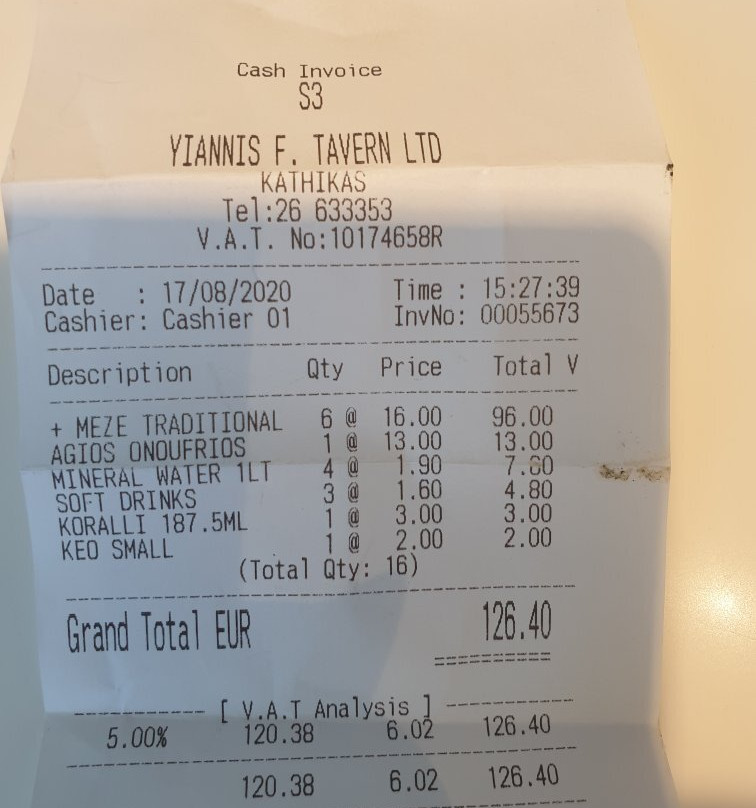 Cash Invoice
S3
YIANNIS F. TAVERN LTD
KATHIKAS
Tel:26 633353
V.A.T. No:10174658R
Date : 17/08/2020 Time : 15:27:39
Cashier: Cashier 01 InvNo: 00055673
Description Qty Price Total V
+ MEZE TRADITIONAL 6 @ 16.00 96.00
AGIOS ONOUFRIOS 1 @ 13.00 13.00
MINERAL WATER 1LT 4 @ 1.90 7.60
SOFT DRINKS 3 @ 1.60 4.80
KORALLI 187.5ML 1 @ 3.00 3.00
KEO SMALL 1 @ 2.00 2.00
(Total Qty: 16)
Grand Total EUR 126.40
[ V.A.T Analysis ]
5.00% 120.38 6.02 126.40
120.38 6.02 126.40